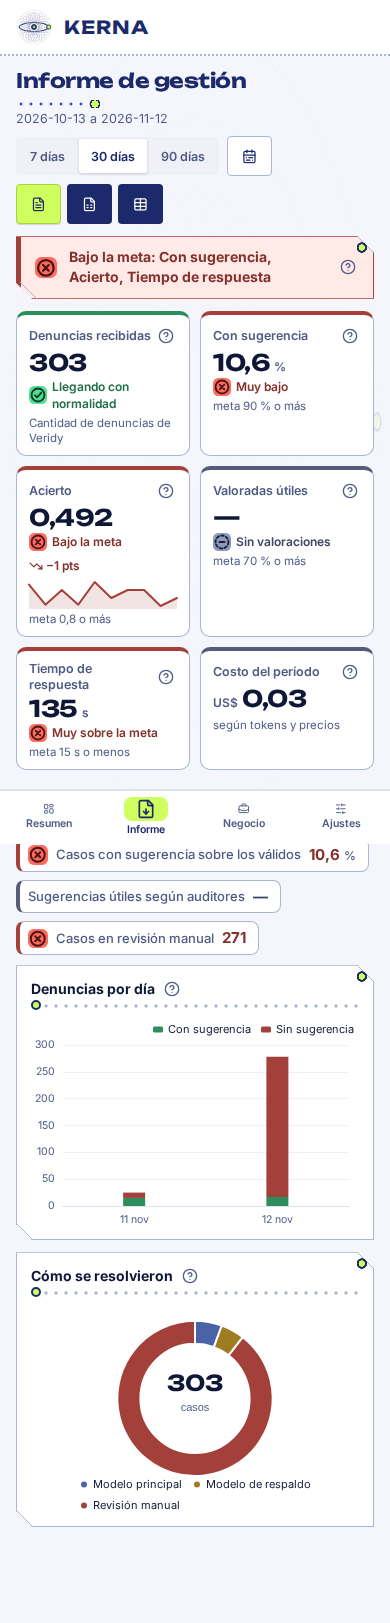 KERNA
Informe de gestión
2026-10-13 a 2026-11-12
7 días
30 días
90 días
Bajo la meta: Con sugerencia,
Acierto, Tiempo de respuesta
Denuncias recibidas
303
Llegando con
normalidad
Cantidad de denuncias de
Veridy
Con sugerencia
10,6 %
Muy bajo
meta 90 % o más
Acierto
0,492
Bajo la meta
−1 pts
meta 0,8 o más
Valoradas útiles
—
Sin valoraciones
meta 70 % o más
Tiempo de
respuesta
135 s
Muy sobre la meta
meta 15 s o menos
Costo del período
US$ 0,03
según tokens y precios
Resumen
Informe
Negocio
Ajustes
Casos con sugerencia sobre los válidos 10,6 %
Sugerencias útiles según auditores —
Casos en revisión manual 271
Denuncias por día
Con sugerencia
Sin sugerencia
300
250
200
150
100
50
0
11 nov
12 nov
Cómo se resolvieron
303
casos
Modelo principal
Modelo de respaldo
Revisión manual